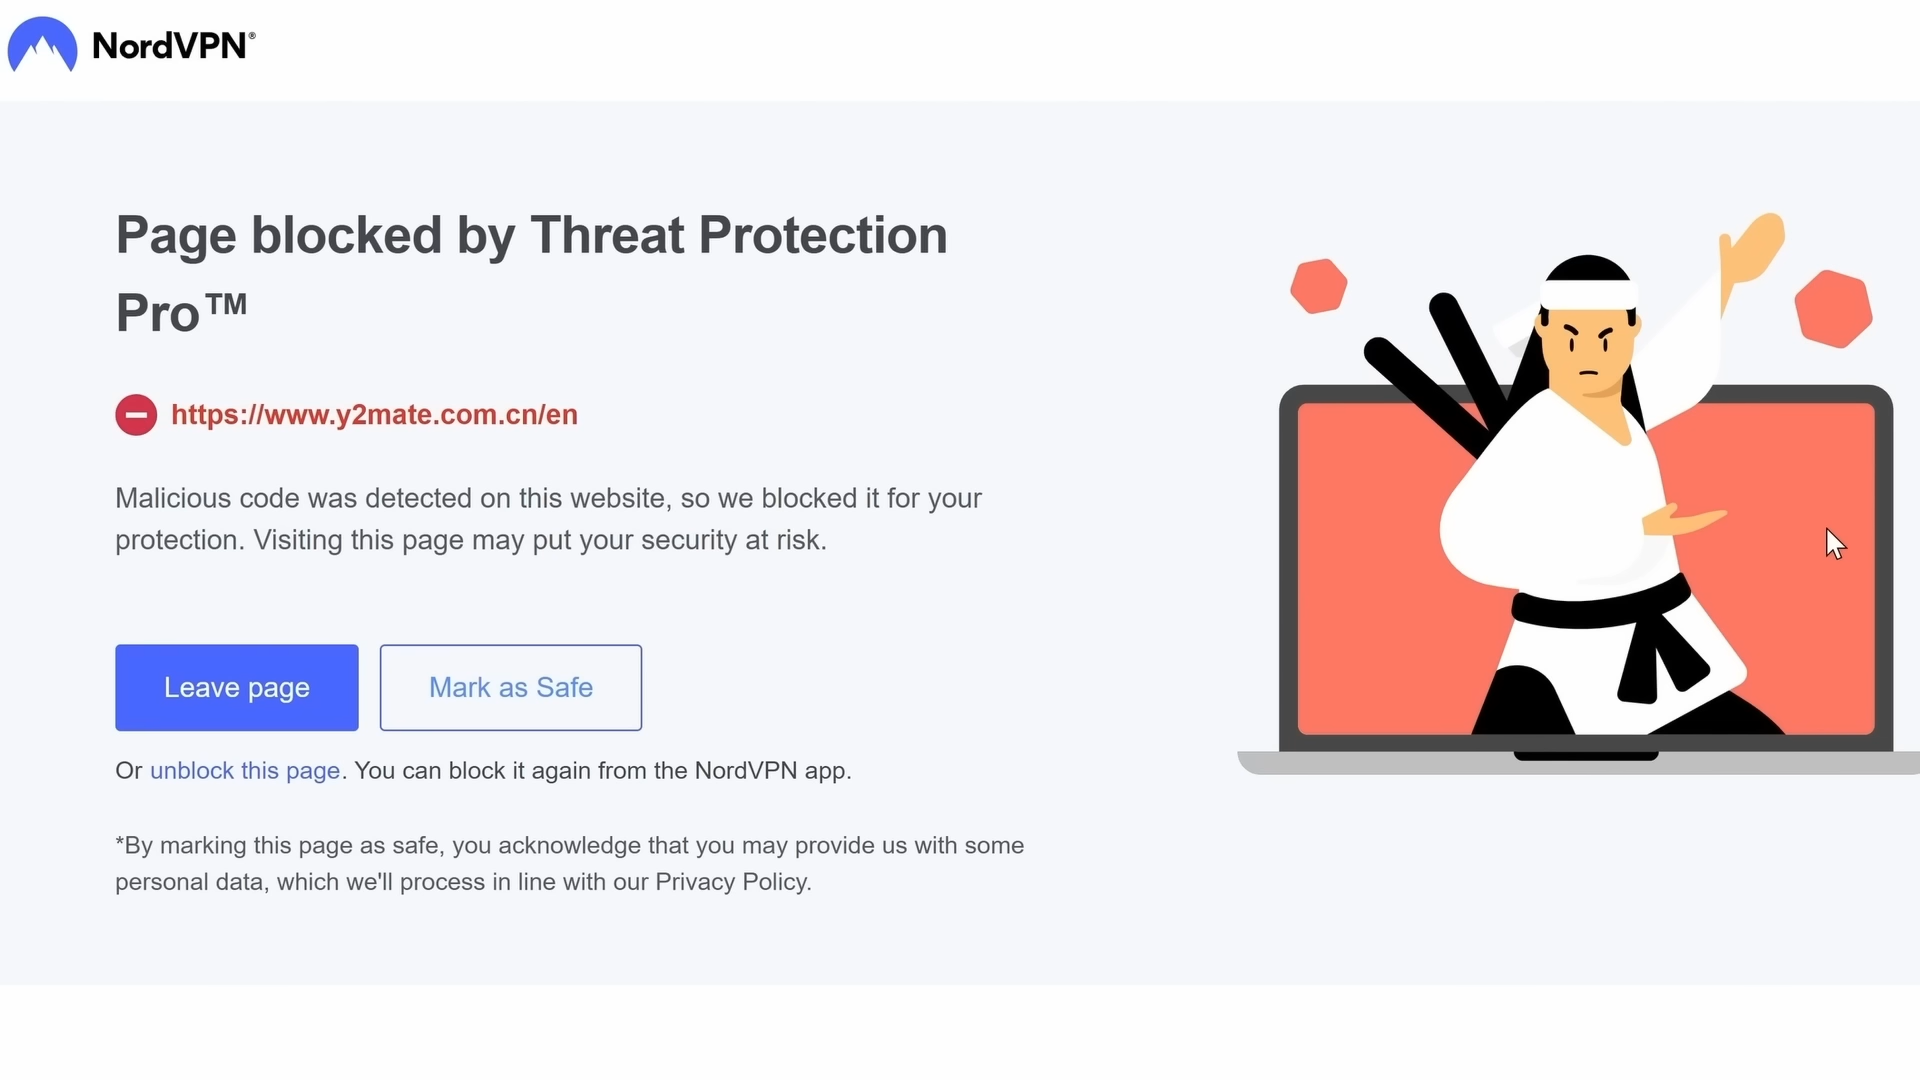 NordVPN®
Page blocked by Threat Protection
Pro™
https://www.y2mate.com.cn/en
Malicious code was detected on this website, so we blocked it for your
protection. Visiting this page may put your security at risk.
Leave page
Mark as Safe
Or unblock this page. You can block it again from the NordVPN app.
*By marking this page as safe, you acknowledge that you may provide us with some
personal data, which we'll process in line with our Privacy Policy.